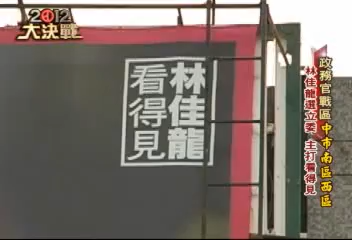 2012
大決戰
林佳龍
看得見
政務官戰區 中市南區西區
林佳龍選立委 主打看得見